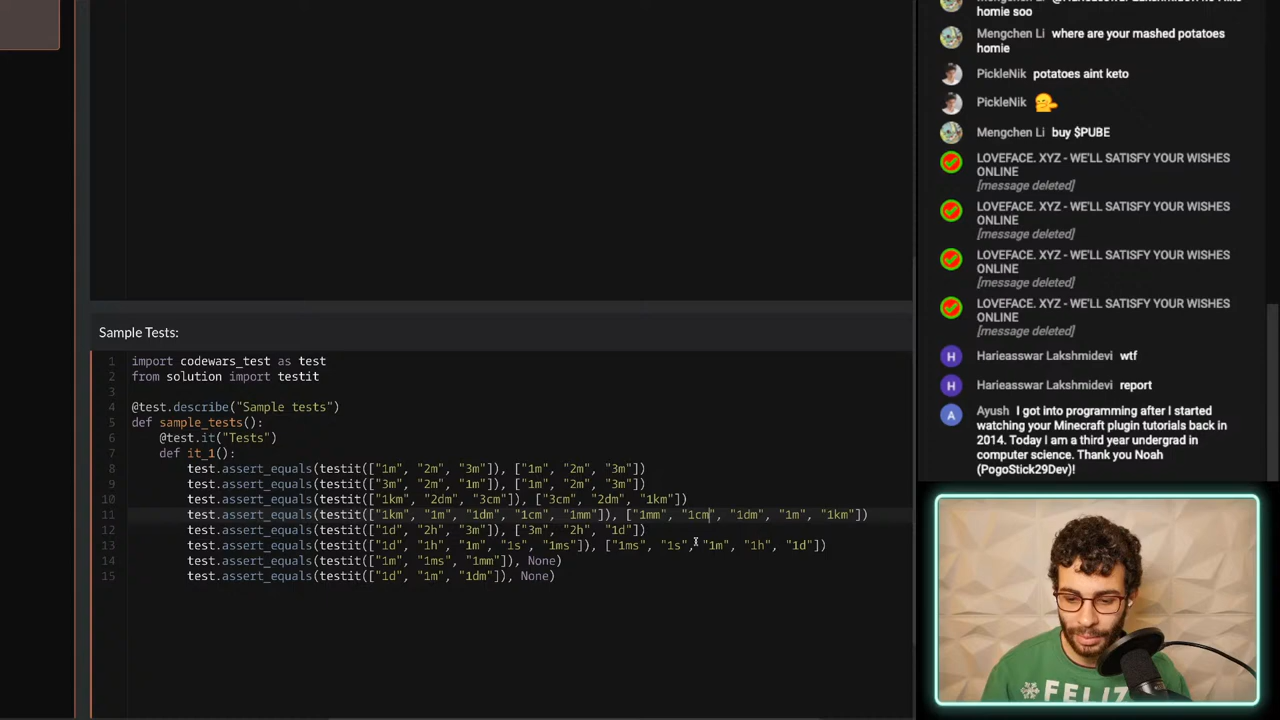 Sample Tests:
1 import codewars_test as test
2 from solution import testit
3
4 @test.describe("Sample tests")
5 def sample_tests():
6 @test.it("Tests")
7 def it_1():
8 test.assert_equals(testit(["1m", "2m", "3m"]), ["1m", "2m", "3m"])
9 test.assert_equals(testit(["3m", "2m", "1m"]), ["1m", "2m", "3m"])
10 test.assert_equals(testit(["1km", "2dm", "3cm"]), ["3cm", "2dm", "1km"])
11 test.assert_equals(testit(["1km", "1m", "1dm", "1cm", "1mm"]), ["1mm", "1cm", "1dm", "1m", "1km"])
12 test.assert_equals(testit(["1d", "2h", "3m"]), ["3m", "2h", "1d"])
13 test.assert_equals(testit(["1d", "1h", "1m", "1s", "1ms"]), ["1ms", "1s", "1m", "1h", "1d"])
14 test.assert_equals(testit(["1m", "1ms", "1mm"]), None)
15 test.assert_equals(testit(["1d", "1m", "1dm"]), None)
homie soo
Mengchen Li where are your mashed potatoes
homie
PickleNik potatoes aint keto
PickleNik
Mengchen Li buy $PUBE
LOVEFACE. XYZ - WE'LL SATISFY YOUR WISHES
ONLINE
[message deleted]
LOVEFACE. XYZ - WE'LL SATISFY YOUR WISHES
ONLINE
[message deleted]
LOVEFACE. XYZ - WE'LL SATISFY YOUR WISHES
ONLINE
[message deleted]
LOVEFACE. XYZ - WE'LL SATISFY YOUR WISHES
ONLINE
[message deleted]
H Harieasswar Lakshmidevi wtf
H Harieasswar Lakshmidevi report
A Ayush I got into programming after I started
watching your Minecraft plugin tutorials back in
2014. Today I am a third year undergrad in
computer science. Thank you Noah
(PogoStick29Dev)!
FELIZ